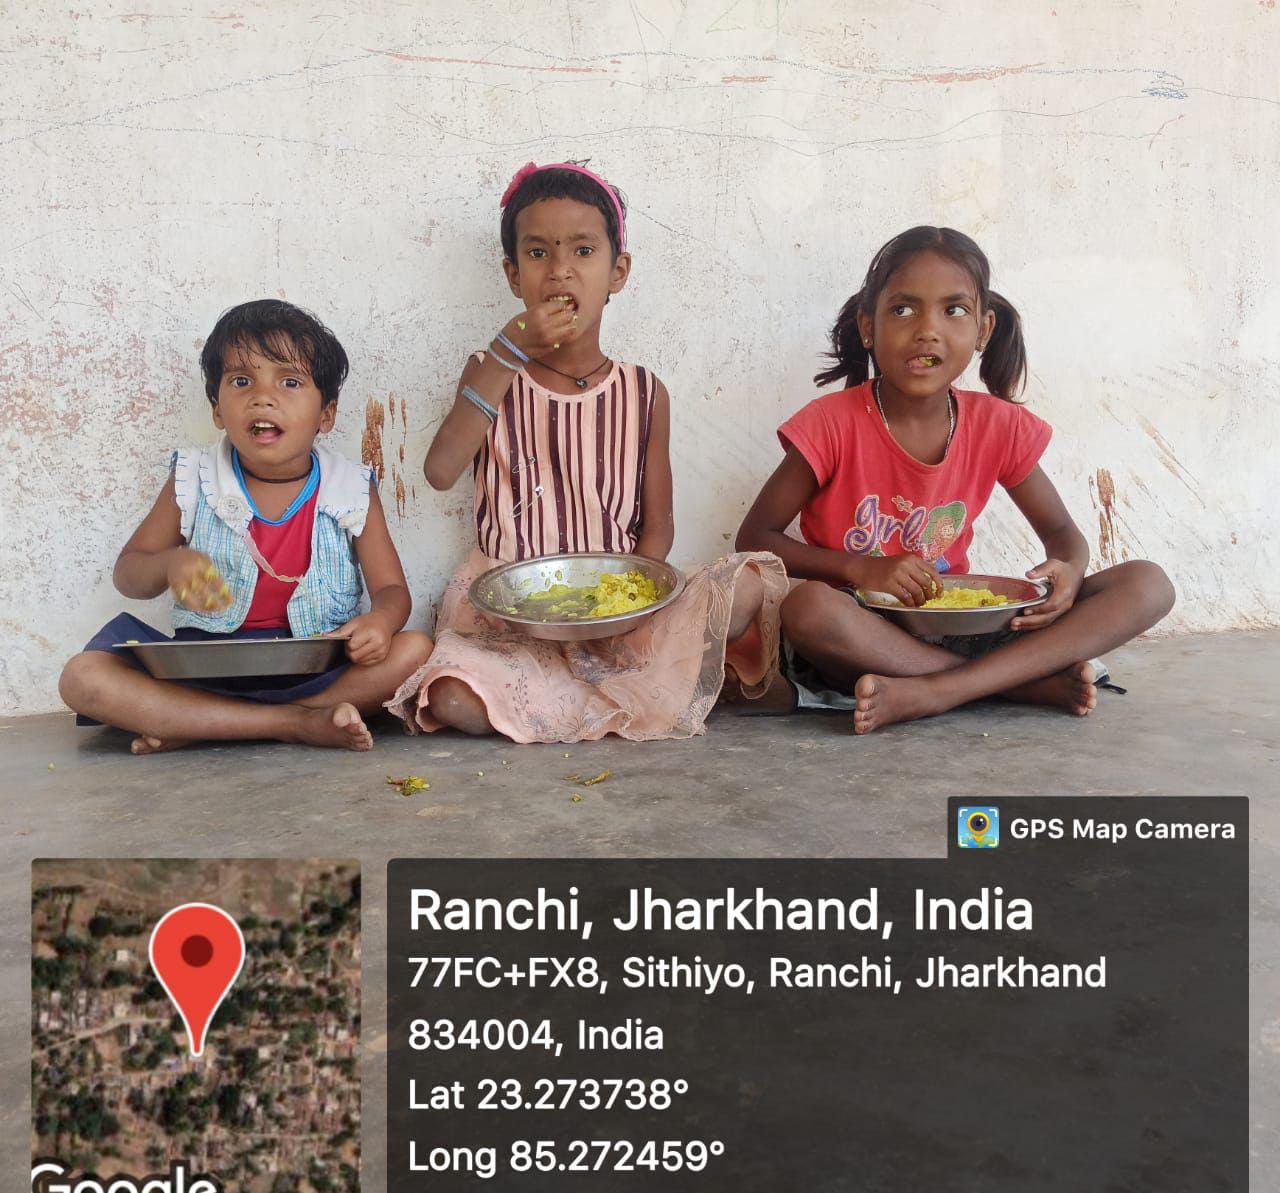 girl
GPS Map Camera
Ranchi, Jharkhand, India
77FC+FX8, Sithiyo, Ranchi, Jharkhand
834004, India
Lat 23.273738°
Long 85.272459°
Google